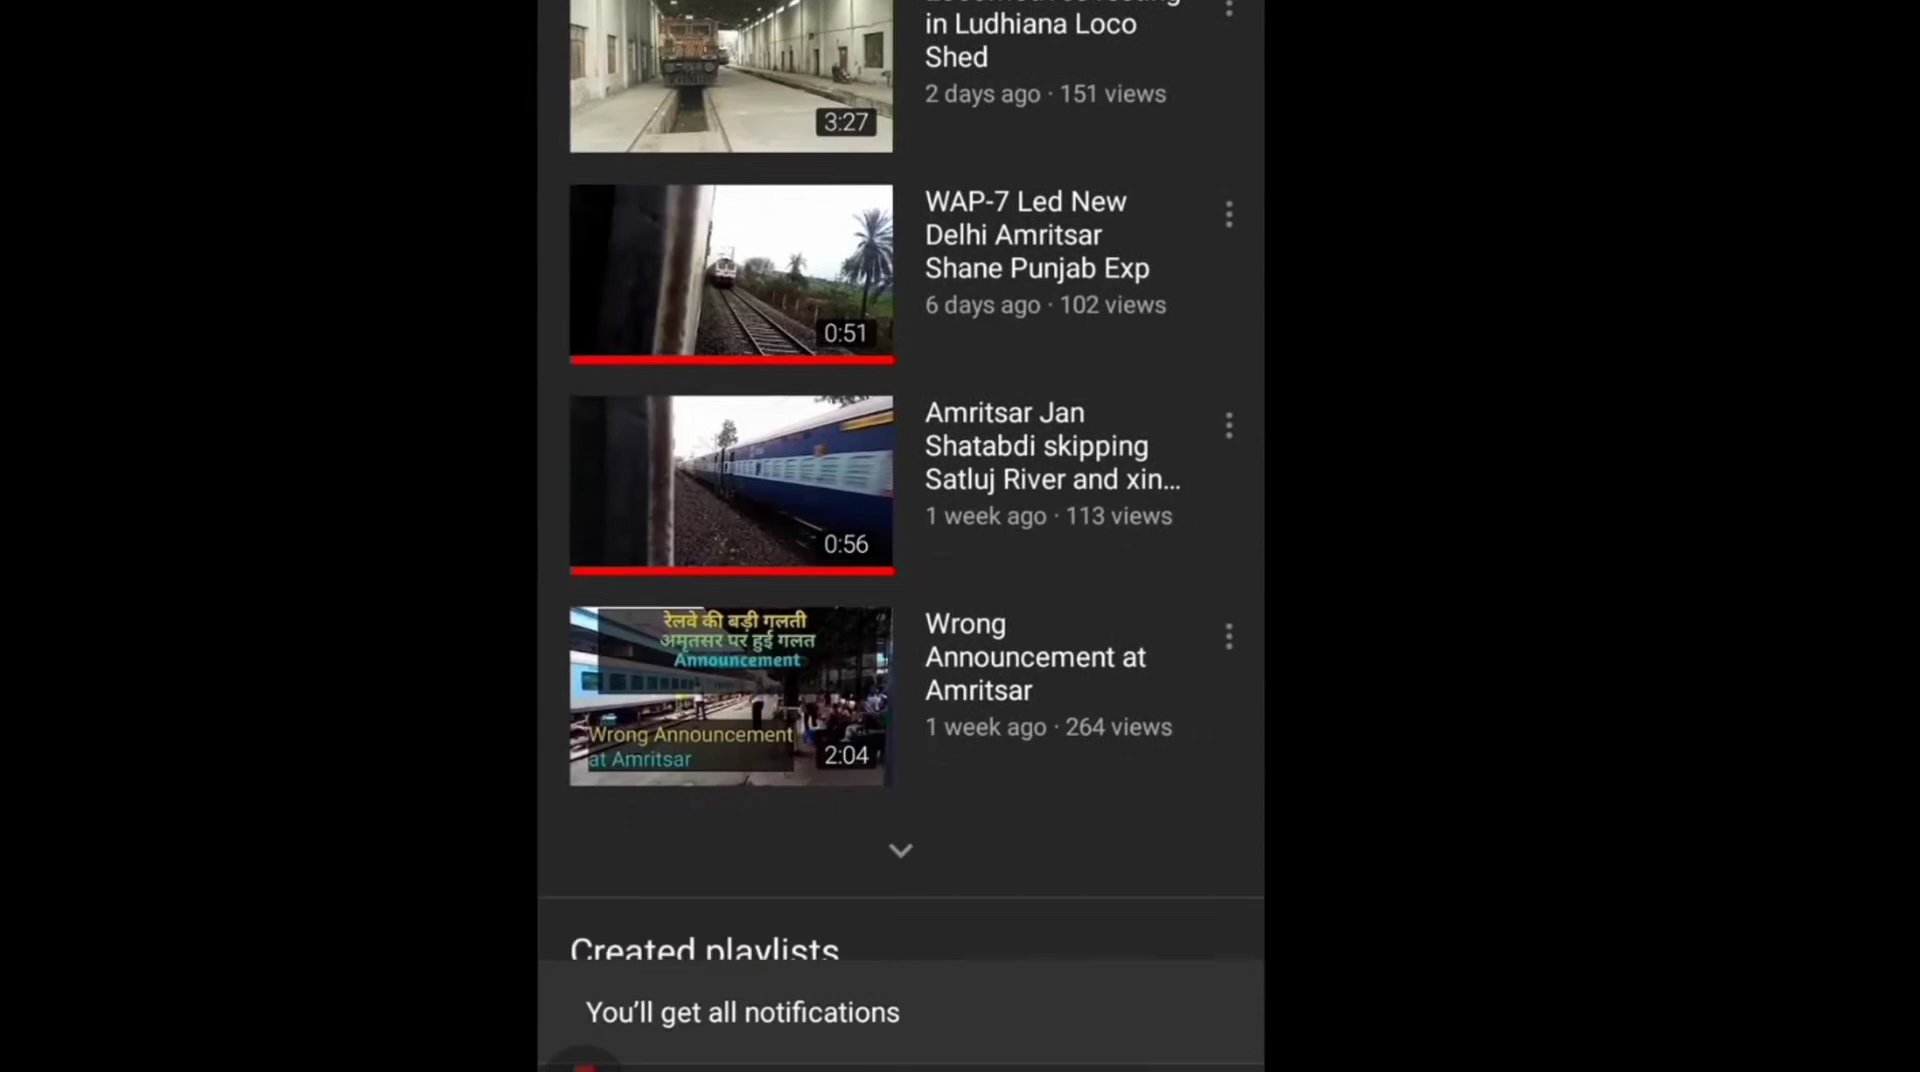 in Ludhiana Loco
Shed
2 days ago · 151 views
3:27
WAP-7 Led New
Delhi Amritsar
Shane Punjab Exp
6 days ago · 102 views
0:51
Amritsar Jan
Shatabdi skipping
Satluj River and xin...
1 week ago · 113 views
0:56
रेलवे की बड़ी गलती
अमृतसर पर हुई गलत
Announcement
Wrong Announcement
at Amritsar
2:04
Wrong
Announcement at
Amritsar
1 week ago · 264 views
Created playlists
You'll get all notifications